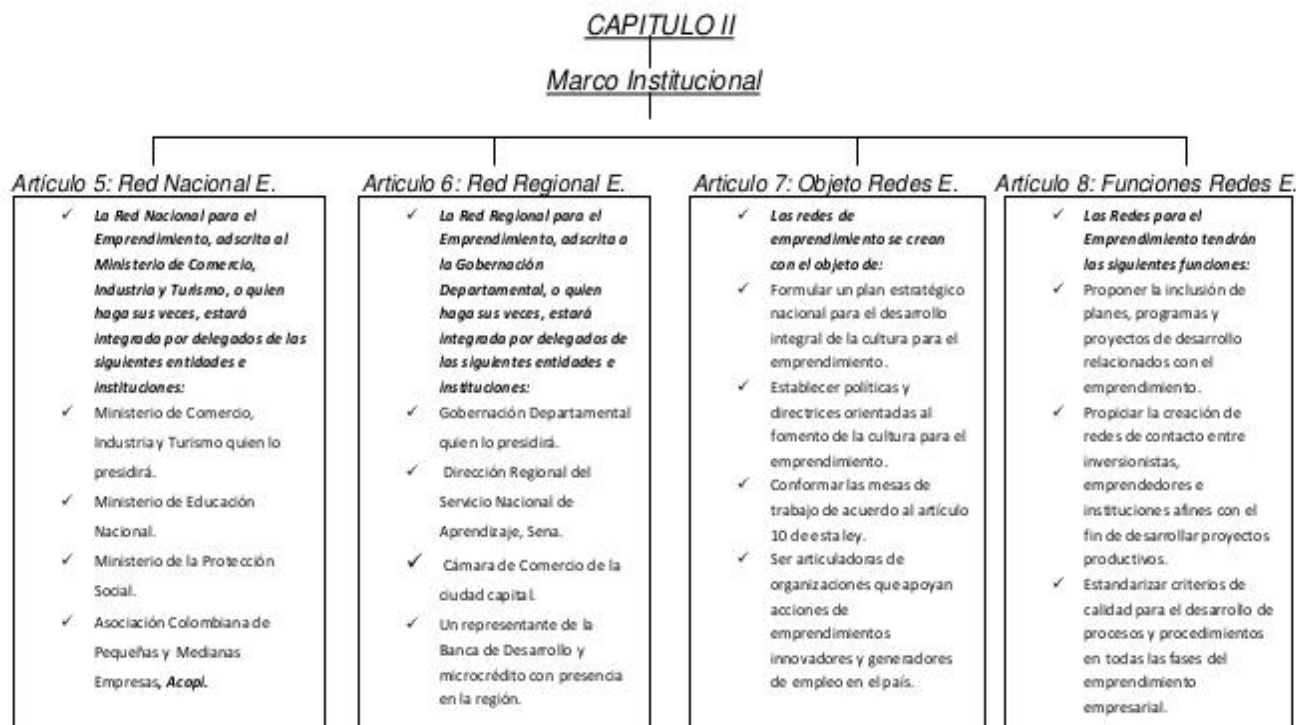 CAPITULO II
Marco Institucional
Artículo 5: Red Nacional E.
✓ La Red Nacional para el
Emprendimiento, adscrita al
Ministerio de Comercio,
Industria y Turismo, o quien
haga sus veces, estará
integrada por delegados de las
siguientes entidades e
instituciones:
✓ Ministerio de Comercio,
Industria y Turismo quien lo
presidirá.
✓ Ministerio de Educación
Nacional.
✓ Ministerio de la Protección
Social.
✓ Asociación Colombiana de
Pequeñas y Medianas
Empresas, Acopi.
Articulo 6: Red Regional E.
✓ La Red Regional para el
Emprendimiento, adscrita a
la Gobernación
Departamental, o quien
haga sus veces, estará
integrada por delegados de
las siguientes entidades e
instituciones:
✓ Gobernación Departamental
quien lo presidirá.
✓ Dirección Regional del
Servicio Nacional de
Aprendizaje, Sena.
✓ Cámara de Comercio de la
ciudad capital.
✓ Un representante de la
Banca de Desarrollo y
microcrédito con presencia
en la región.
Articulo 7: Objeto Redes E.
✓ Las redes de
emprendimiento se crean
con el objeto de:
✓ Formular un plan estratégico
nacional para el desarrollo
integral de la cultura para el
emprendimiento.
✓ Establecer políticas y
directrices orientadas al
fomento de la cultura para el
emprendimiento.
✓ Conformar las mesas de
trabajo de acuerdo al artículo
10 de esta ley.
✓ Ser articuladoras de
organizaciones que apoyan
acciones de
emprendimientos
innovadores y generadores
de empleo en el país.
Artículo 8: Funciones Redes E.
✓ Las Redes para el
Emprendimiento tendrán
las siguientes funciones:
✓ Proponer la inclusión de
planes, programas y
proyectos de desarrollo
relacionados con el
emprendimiento.
✓ Propiciar la creación de
redes de contacto entre
inversionistas,
emprendedores e
instituciones afines con el
fin de desarrollar proyectos
productivos.
✓ Estandarizar criterios de
calidad para el desarrollo de
procesos y procedimientos
en todas las fases del
emprendimiento
empresarial.